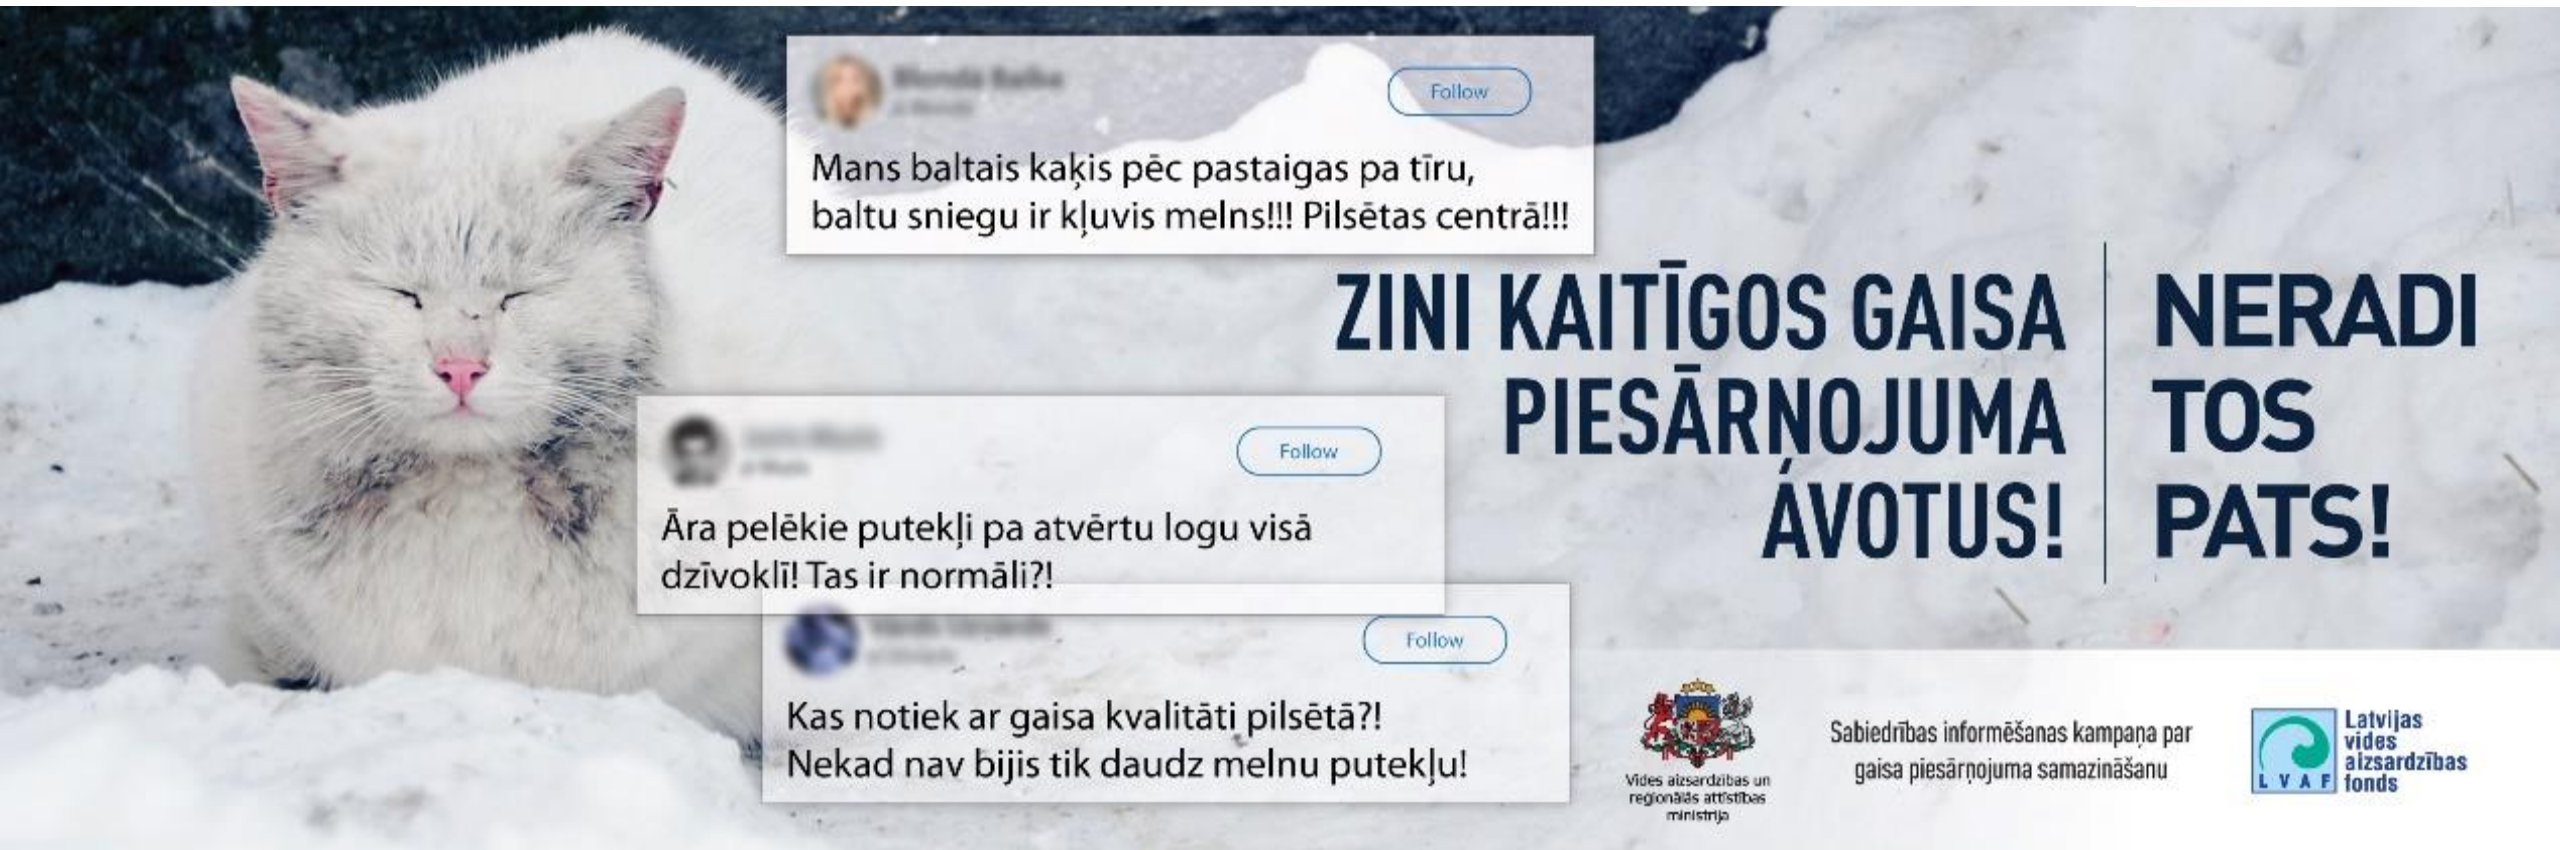 Follow
Mans baltais kaķis pēc pastaigas pa tīru,
baltu sniegu ir kļuvis melns!!! Pilsētas centrā!!!
Follow
Āra pelēkie putekļi pa atvērtu logu visā
dzīvoklī! Tas ir normāli?!
Follow
Kas notiek ar gaisa kvalitāti pilsētā?!
Nekad nav bijis tik daudz melnu putekļu!
ZINI KAITĪGOS GAISA
PIESĀRŅOJUMA
AVOTUS!
NERADI
TOS
PATS!
Vides aizsardzības un
reģionālās attīstības
ministrija
Sabiedrības informēšanas kampaņa par
gaisa piesārņojuma samazināšanu
LVAF
Latvijas
vides
aizsardzības
fonds